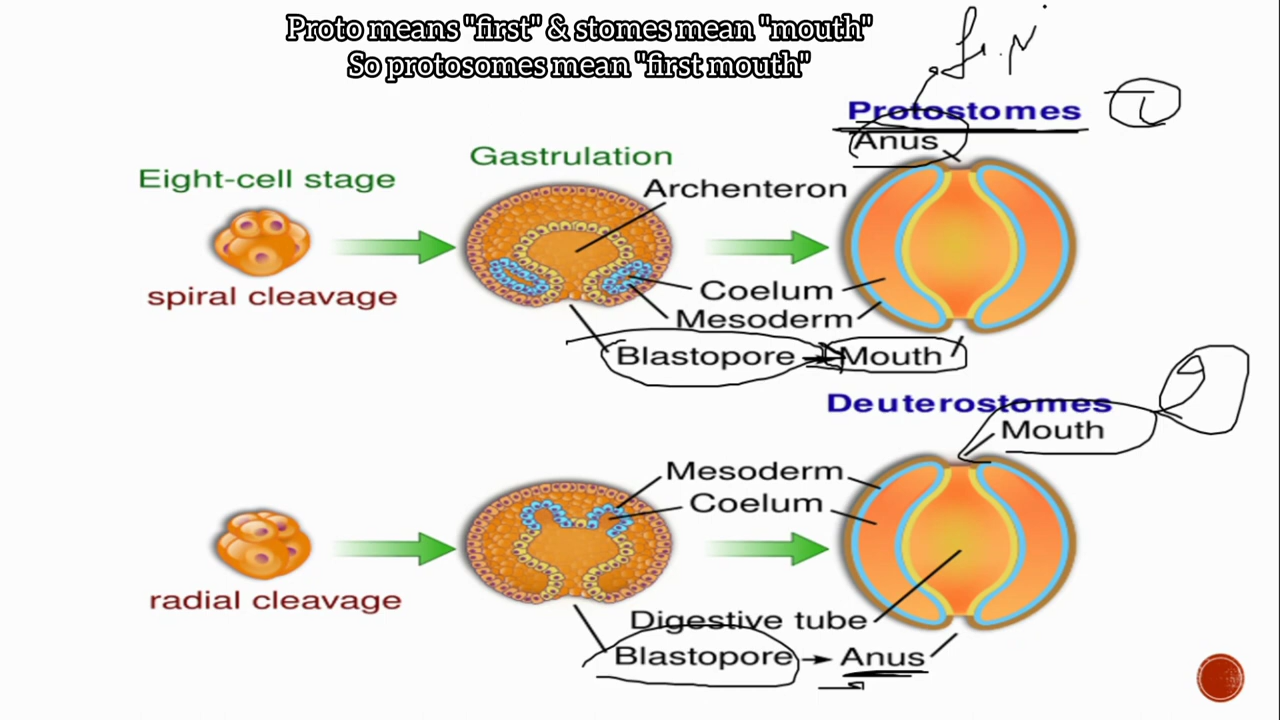 Proto means "first" & stomes mean "mouth"
So protosomes mean "first mouth"
Protostomes
Anus
Gastrulation
Eight-cell stage
Archenteron
spiral cleavage
Coelum
Mesoderm
Blastopore → Mouth
Deuterostomes
Mouth
Mesoderm
Coelum
radial cleavage
Digestive tube
Blastopore → Anus